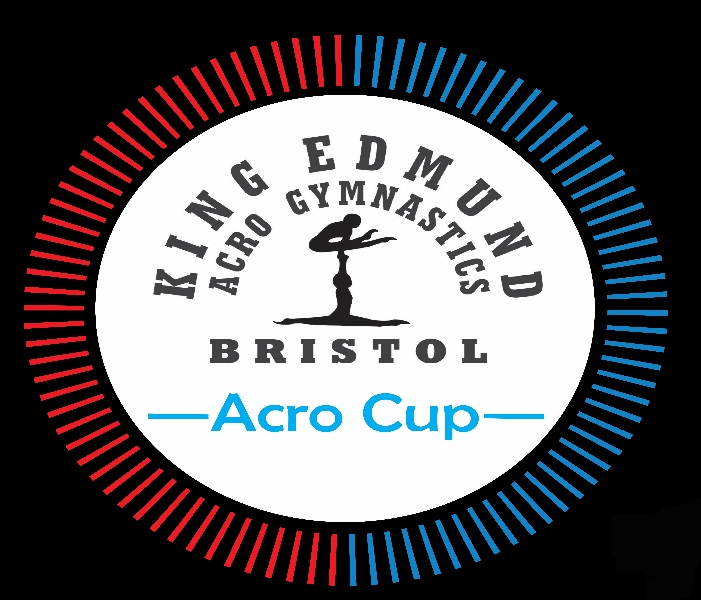 KING EDMUND
ACRO GYMNASTICS
BRISTOL
Acro Cup